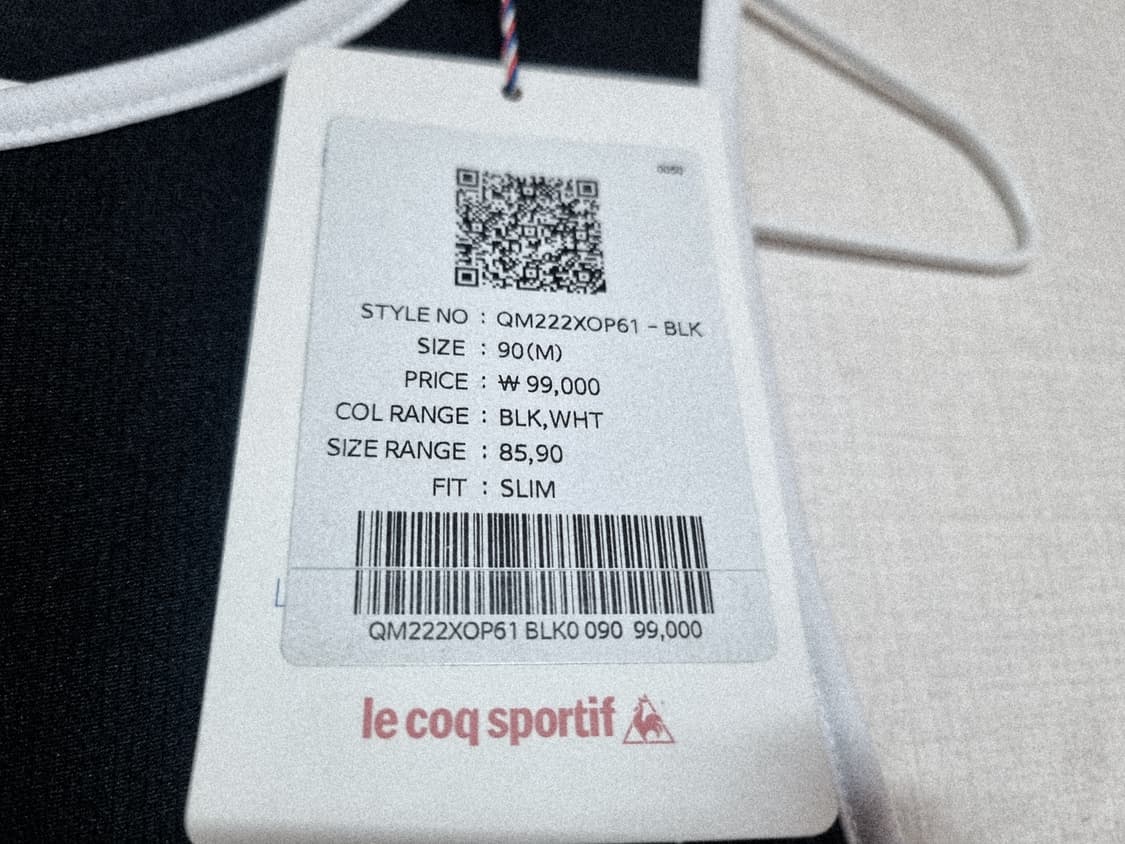 0050
STYLE NO : QM222XOP61 - BLK
SIZE : 90(M)
PRICE : ₩ 99,000
COL RANGE : BLK,WHT
SIZE RANGE : 85,90
FIT : SLIM
QM222XOP61 BLK0 090 99,000
le coq sportif